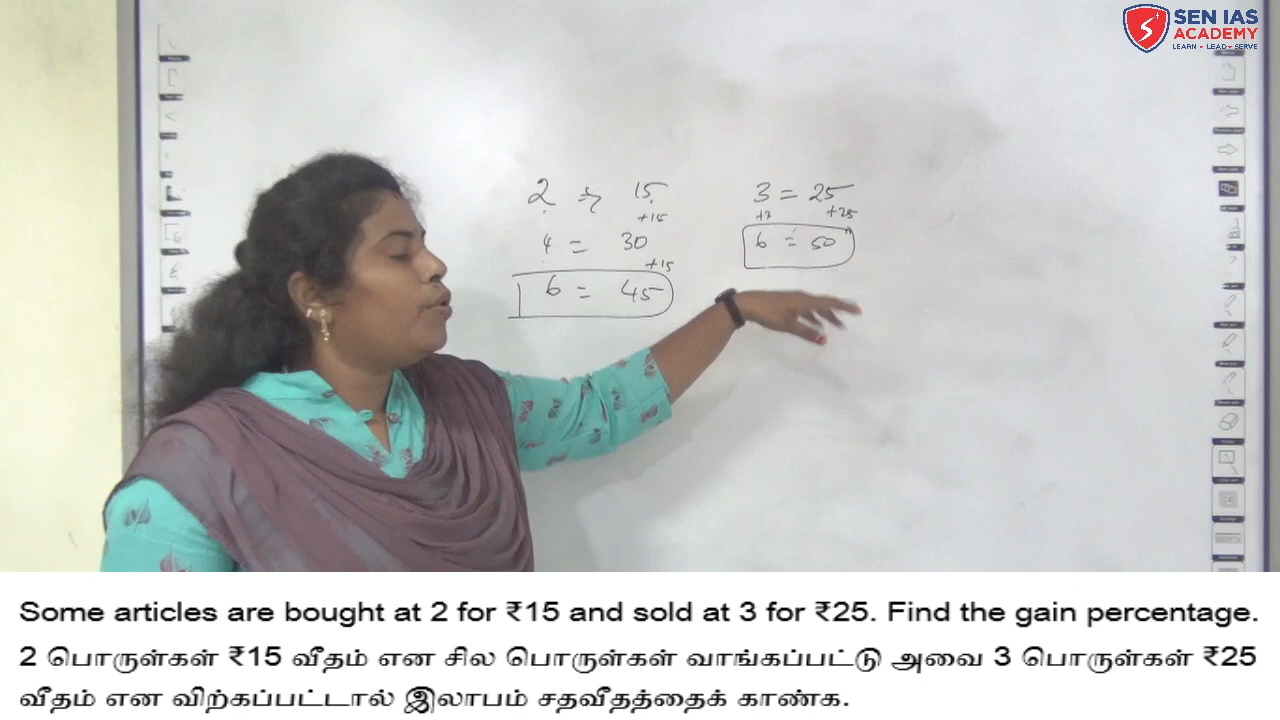 SEN IAS
ACADEMY
LEARN • LEAD • SERVE
2 ⇒ 15
+15
4 = 30
+15
6 = 45
3 = 25
+3 +25
6 = 50
Some articles are bought at 2 for ₹15 and sold at 3 for ₹25. Find the gain percentage.
2 பொருள்கள் ₹15 வீதம் என சில பொருள்கள் வாங்கப்பட்டு அவை 3 பொருள்கள் ₹25
வீதம் என விற்கப்பட்டால் இலாபம் சதவீதத்தைக் காண்க.